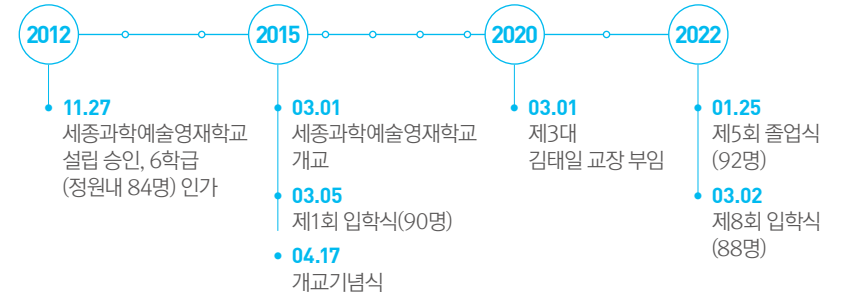 2012
11.27
세종과학예술영재학교
설립 승인, 6학급
(정원내 84명) 인가
2015
03.01
세종과학예술영재학교
개교
03.05
제1회 입학식(90명)
04.17
개교기념식
2020
03.01
제3대
김태일 교장 부임
2022
01.25
제5회 졸업식
(92명)
03.02
제8회 입학식
(88명)